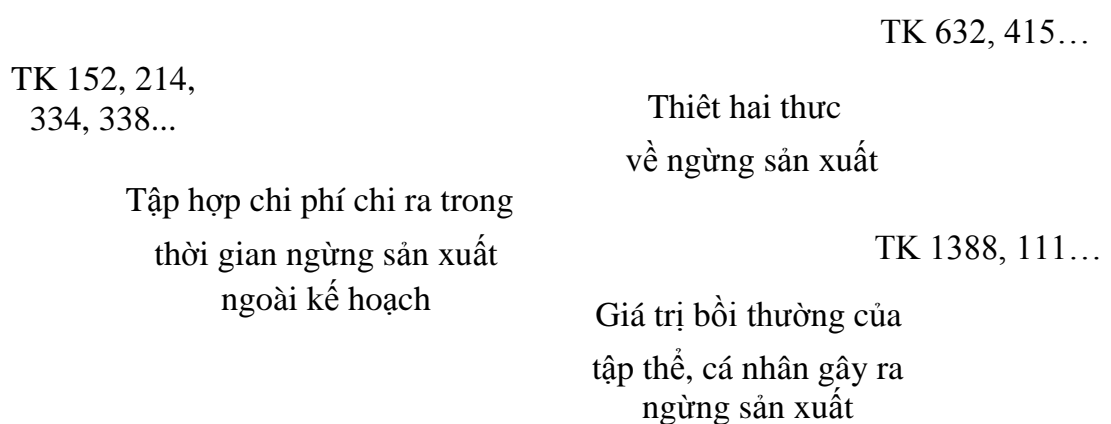 TK 632, 415…
TK 152, 214,
334, 338...
Thiêt hai thưc
về ngừng sản xuất
Tập hợp chi phí chi ra trong
thời gian ngừng sản xuất
ngoài kế hoạch
TK 1388, 111…
Giá trị bồi thường của
tập thể, cá nhân gây ra
ngừng sản xuất